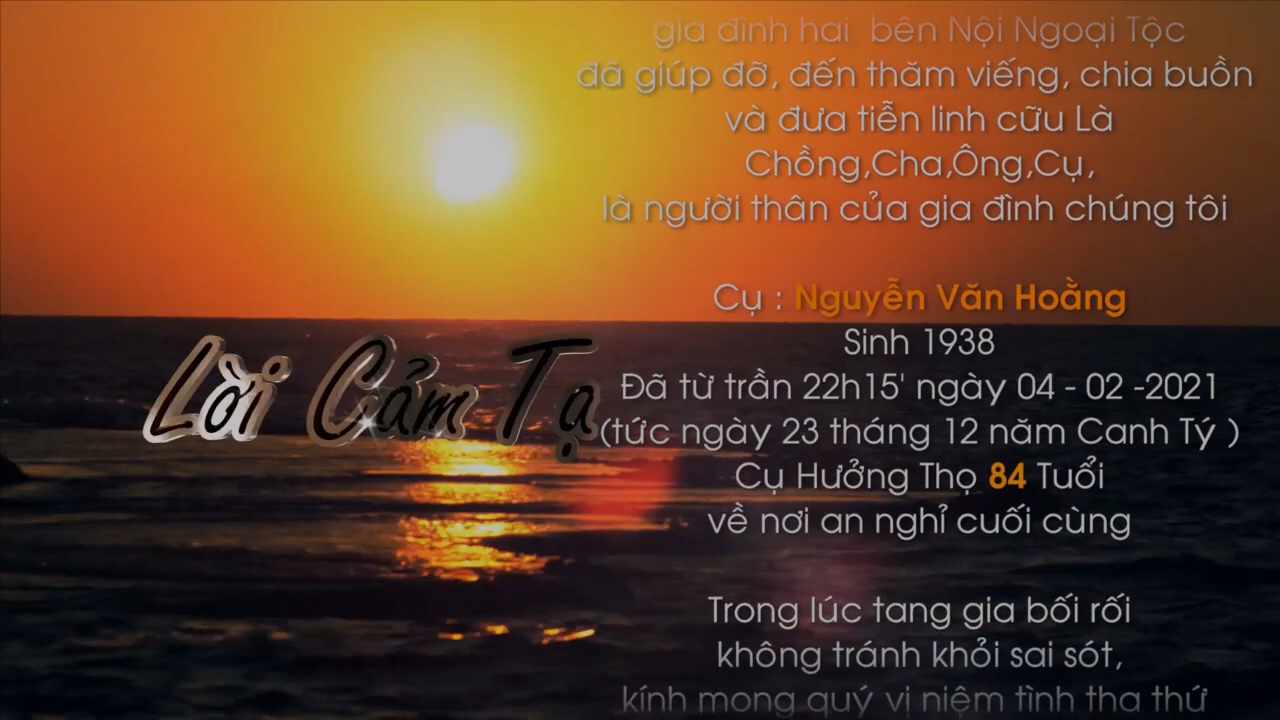 gia đình hai bên Nội Ngoại Tộc
đã giúp đỡ, đến thăm viếng, chia buồn
và đưa tiễn linh cữu Là
Chồng,Cha,Ông,Cụ,
là người thân của gia đình chúng tôi
Cụ : Nguyễn Văn Hoằng
Sinh 1938
Đã từ trần 22h15' ngày 04 - 02 -2021
(tức ngày 23 tháng 12 năm Canh Tý )
Cụ Hưởng Thọ 84 Tuổi
về nơi an nghỉ cuối cùng
Trong lúc tang gia bối rối
không tránh khỏi sai sót,
kính mong quý vị niệm tình tha thứ
Lời Cảm Tạ